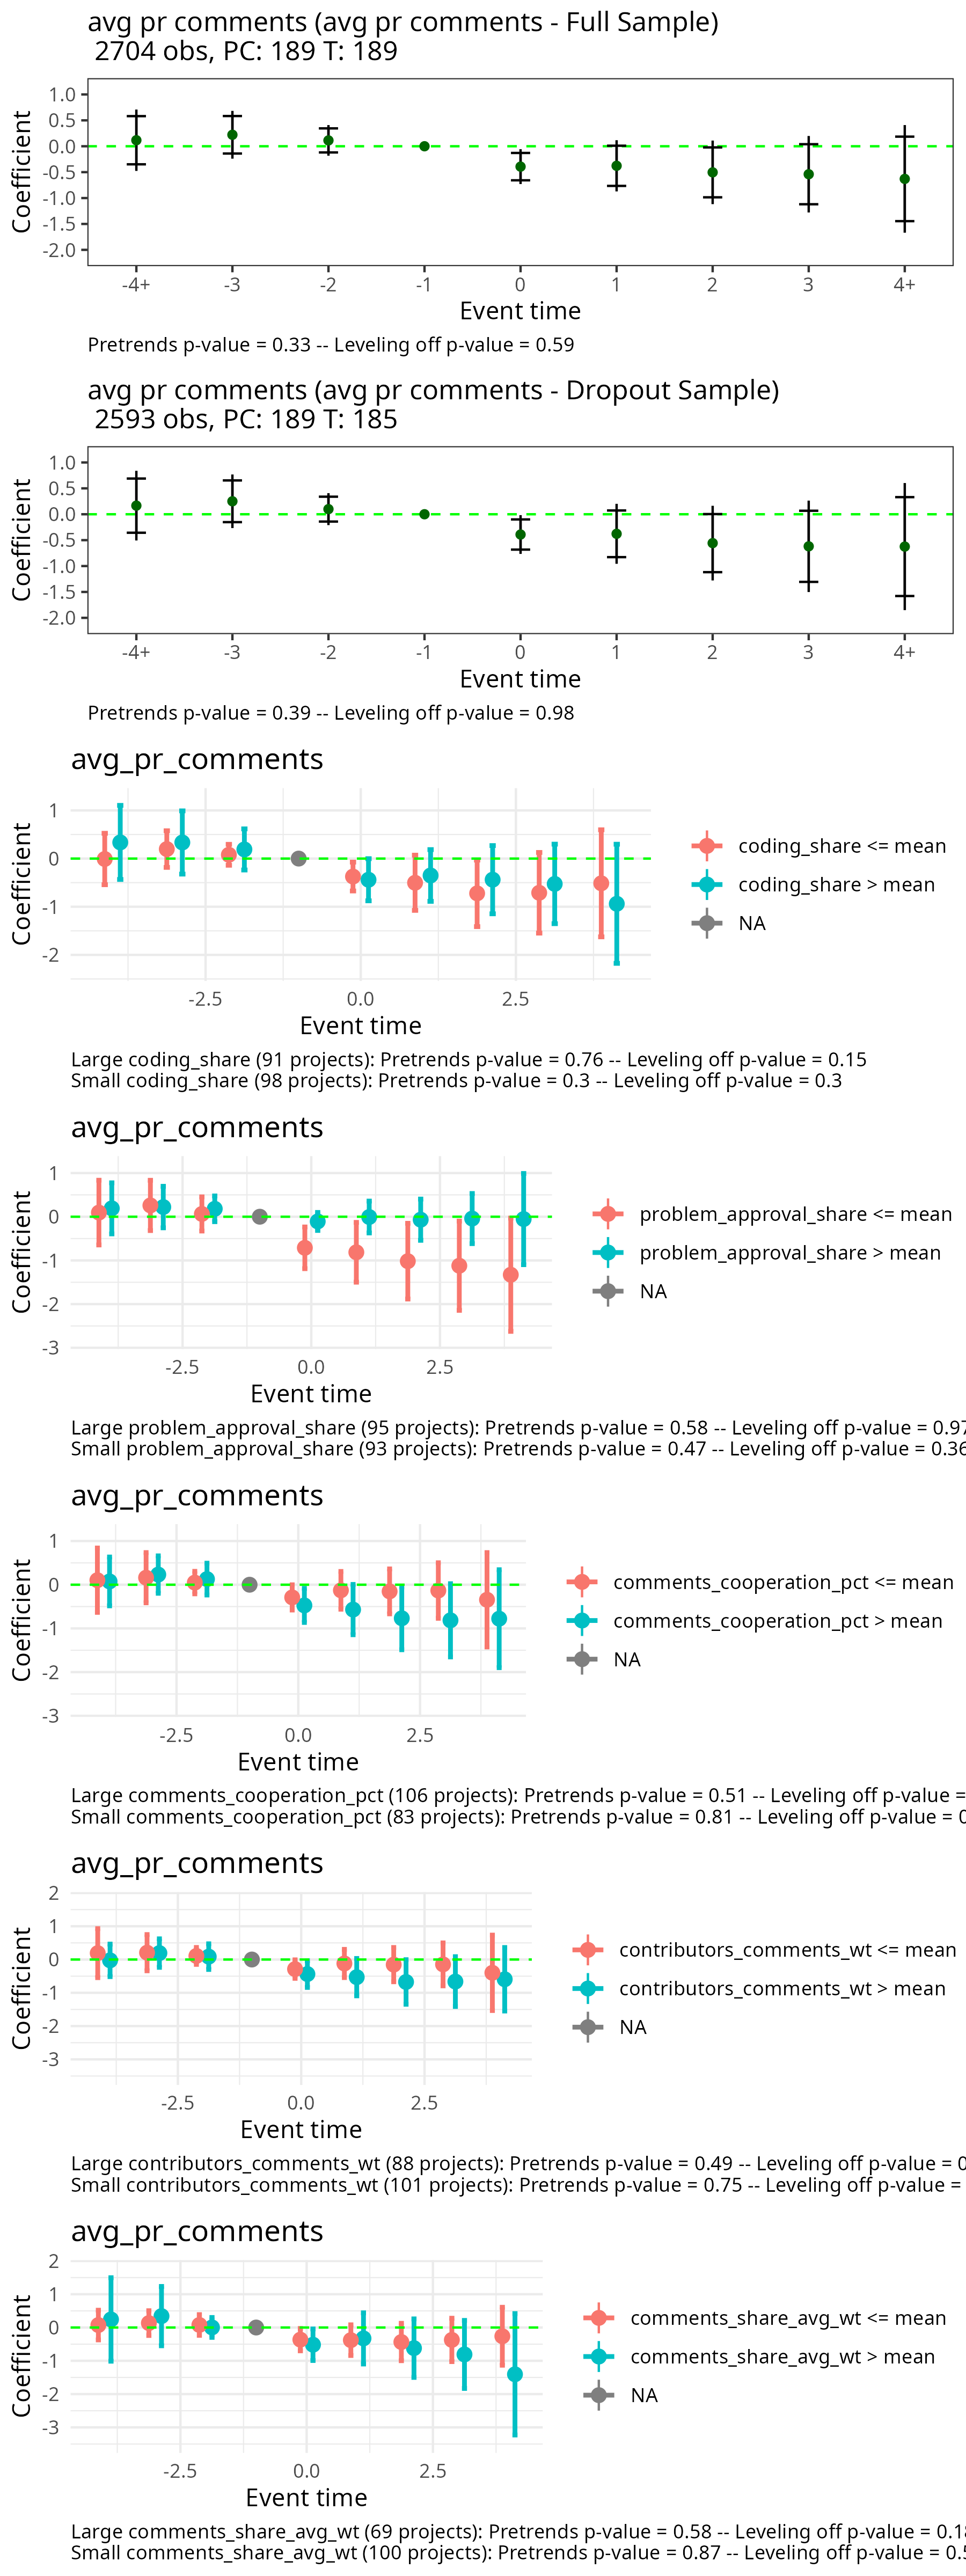 avg pr comments (avg pr comments - Full Sample)
2704 obs, PC: 189 T: 189
1.0
0.5
0.0
-0.5
-1.0
-1.5
-2.0
Coefficient
-4+ -3 -2 -1 0 1 2 3 4+
Event time
Pretrends p-value = 0.33 -- Leveling off p-value = 0.59
avg pr comments (avg pr comments - Dropout Sample)
2593 obs, PC: 189 T: 185
1.0
0.5
0.0
-0.5
-1.0
-1.5
-2.0
Coefficient
-4+ -3 -2 -1 0 1 2 3 4+
Event time
Pretrends p-value = 0.39 -- Leveling off p-value = 0.98
avg_pr_comments
1
0
-1
-2
Coefficient
-2.5 0.0 2.5
Event time
coding_share <= mean
coding_share > mean
NA
Large coding_share (91 projects): Pretrends p-value = 0.76 -- Leveling off p-value = 0.15
Small coding_share (98 projects): Pretrends p-value = 0.3 -- Leveling off p-value = 0.3
avg_pr_comments
1
0
-1
-2
-3
Coefficient
-2.5 0.0 2.5
Event time
problem_approval_share <= mean
problem_approval_share > mean
NA
Large problem_approval_share (95 projects): Pretrends p-value = 0.58 -- Leveling off p-value = 0.97
Small problem_approval_share (93 projects): Pretrends p-value = 0.47 -- Leveling off p-value = 0.36
avg_pr_comments
1
0
-1
-2
-3
Coefficient
-2.5 0.0 2.5
Event time
comments_cooperation_pct <= mean
comments_cooperation_pct > mean
NA
Large comments_cooperation_pct (106 projects): Pretrends p-value = 0.51 -- Leveling off p-value =
Small comments_cooperation_pct (83 projects): Pretrends p-value = 0.81 -- Leveling off p-value = 0
avg_pr_comments
2
1
0
-1
-2
-3
Coefficient
-2.5 0.0 2.5
Event time
contributors_comments_wt <= mean
contributors_comments_wt > mean
NA
Large contributors_comments_wt (88 projects): Pretrends p-value = 0.49 -- Leveling off p-value = 0
Small contributors_comments_wt (101 projects): Pretrends p-value = 0.75 -- Leveling off p-value =
avg_pr_comments
2
1
0
-1
-2
-3
Coefficient
-2.5 0.0 2.5
Event time
comments_share_avg_wt <= mean
comments_share_avg_wt > mean
NA
Large comments_share_avg_wt (69 projects): Pretrends p-value = 0.58 -- Leveling off p-value = 0.18
Small comments_share_avg_wt (100 projects): Pretrends p-value = 0.87 -- Leveling off p-value = 0.5